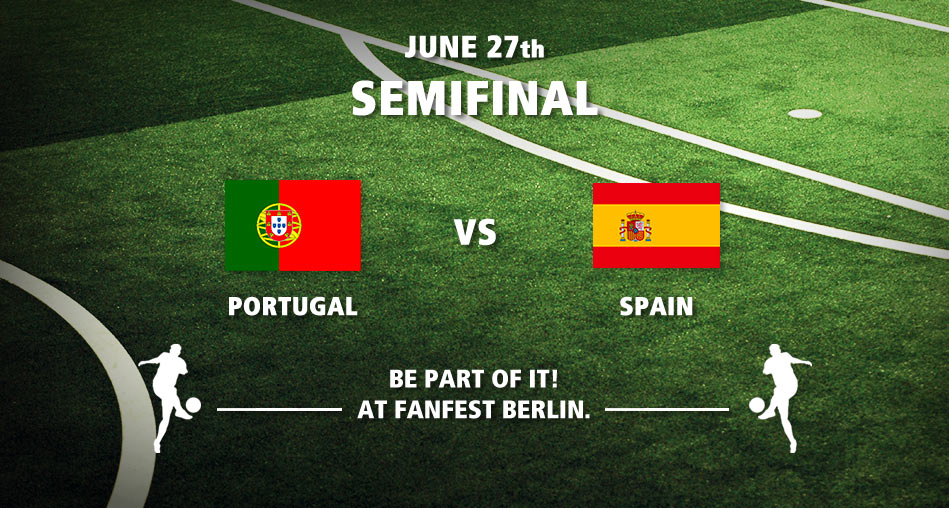 JUNE 27th
SEMIFINAL
VS
PORTUGAL
SPAIN
BE PART OF IT!
AT FANFEST BERLIN.